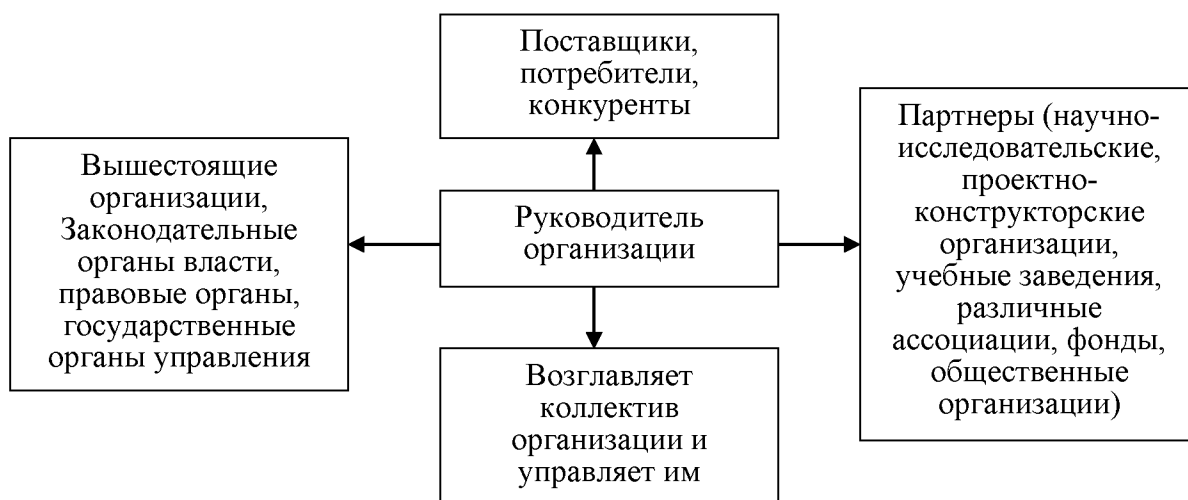 Поставщики,
потребители,
конкуренты
Вышестоящие
организации,
Законодательные
органы власти,
правовые органы,
государственные
органы управления
Руководитель
организации
Партнеры (научно-
исследовательские,
проектно-
конструкторские
организации,
учебные заведения,
различные
ассоциации, фонды,
общественные
организации)
Возглавляет
коллектив
организации и
управляет им